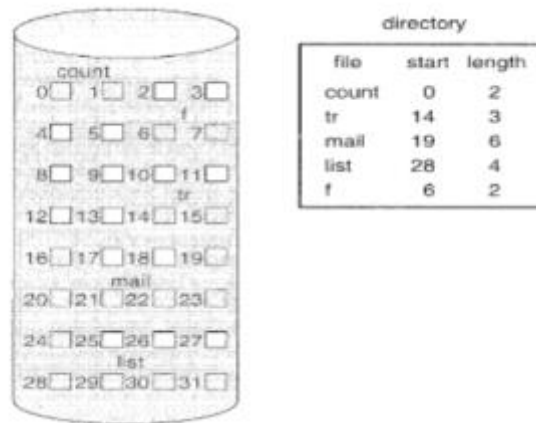 directory
file start length
count 0 2
tr 14 3
mail 19 6
list 28 4
f 6 2
count
0 1 2 3
f
4 5 6 7
8 9 10 11
tr
12 13 14 15
16 17 18 19
mail
20 21 22 23
24 25 26 27
list
28 29 30 31